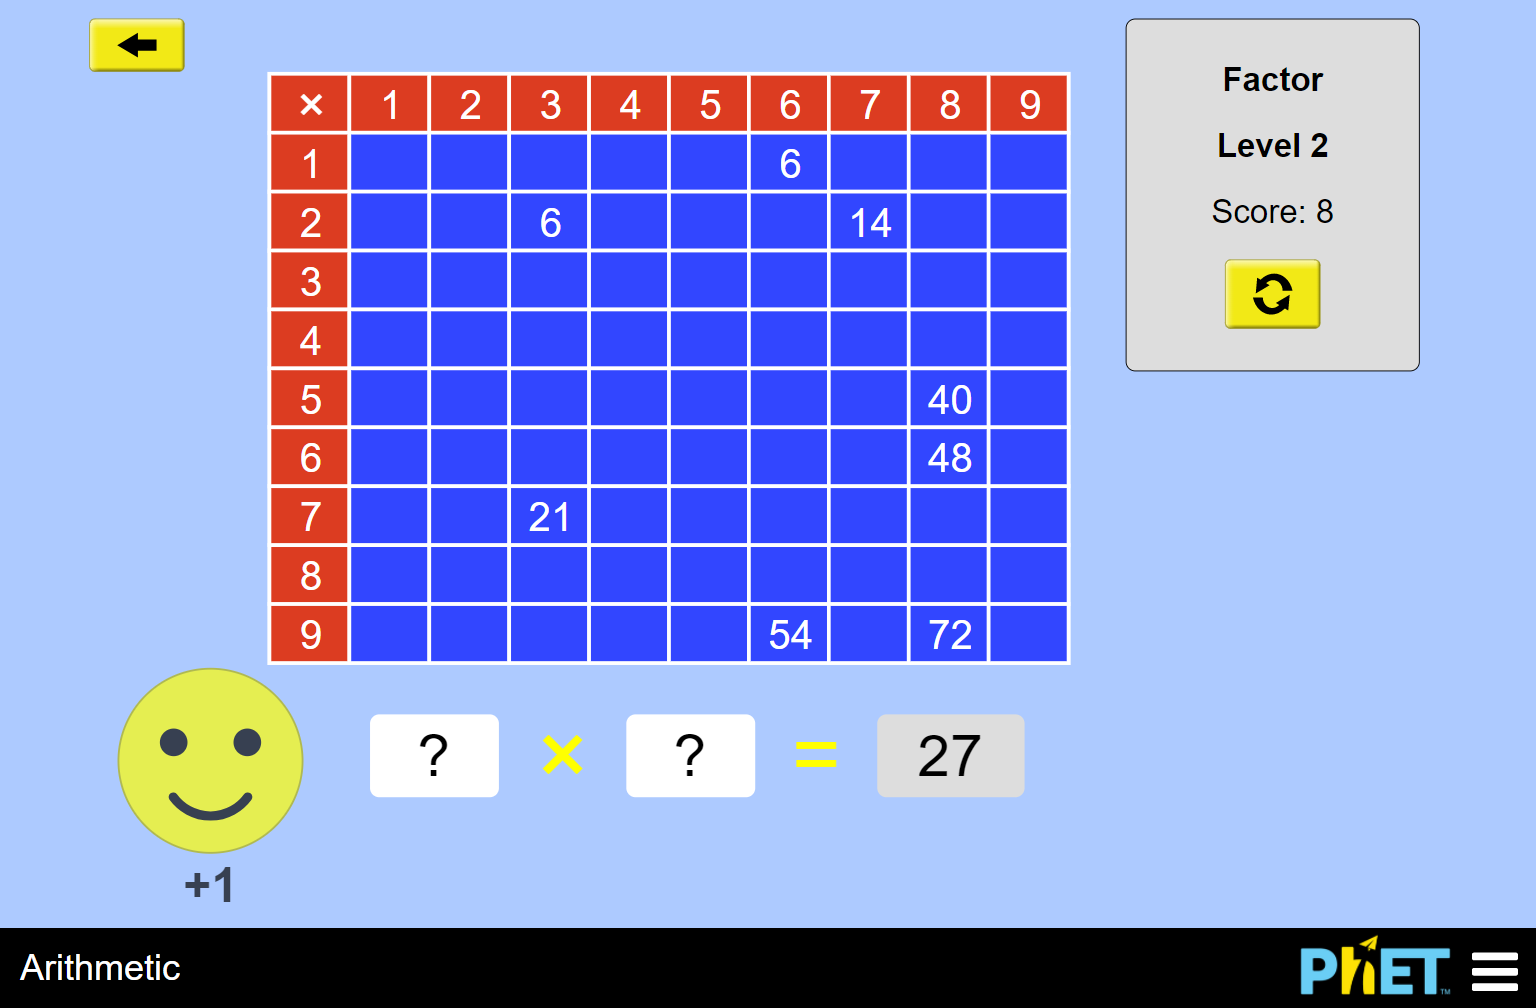 × 1 2 3 4 5 6 7 8 9
1 6
2 6 14
3
4
5 40
6 48
7 21
8
9 54 72
Factor
Level 2
Score: 8
? × ? = 27
+1
Arithmetic
PhET™